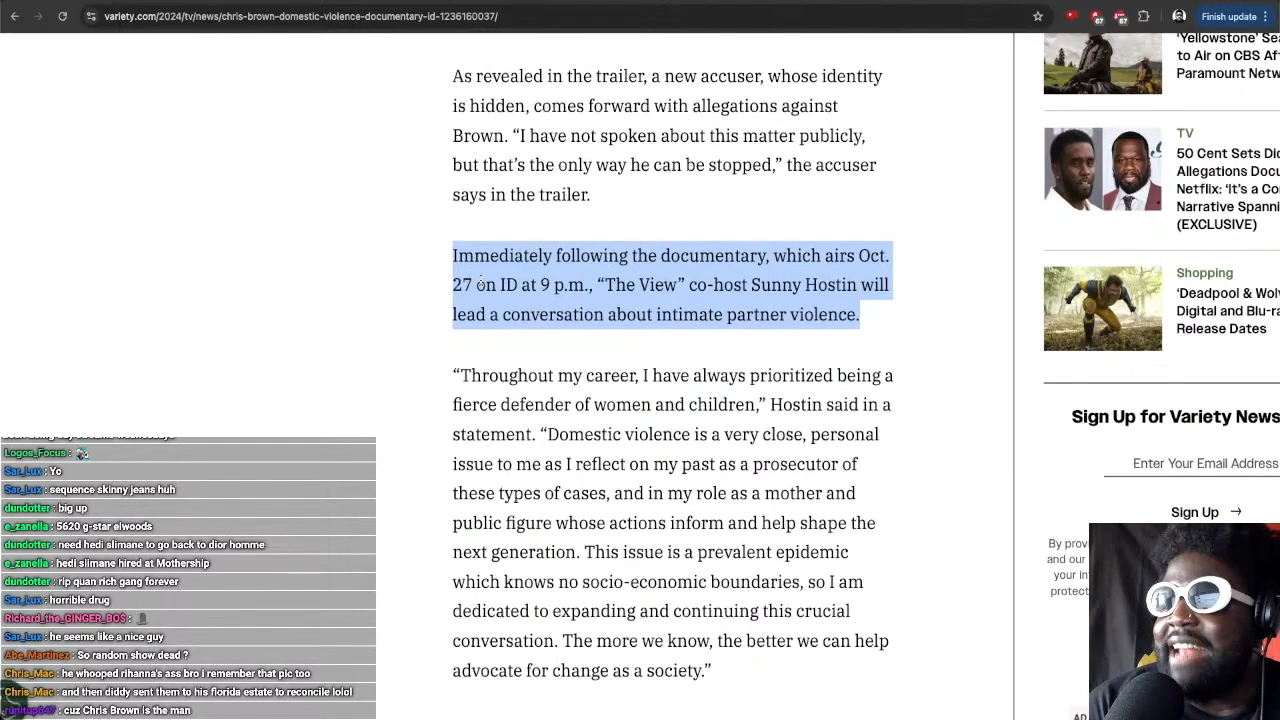 variety.com/2024/tv/news/chris-brown-domestic-violence-documentary-id-1236160037/
67
67
Finish update
As revealed in the trailer, a new accuser, whose identity
is hidden, comes forward with allegations against
Brown. “I have not spoken about this matter publicly,
but that’s the only way he can be stopped,” the accuser
says in the trailer.
Immediately following the documentary, which airs Oct.
27 on ID at 9 p.m., “The View” co-host Sunny Hostin will
lead a conversation about intimate partner violence.
“Throughout my career, I have always prioritized being a
fierce defender of women and children,” Hostin said in a
statement. “Domestic violence is a very close, personal
issue to me as I reflect on my past as a prosecutor of
these types of cases, and in my role as a mother and
public figure whose actions inform and help shape the
next generation. This issue is a prevalent epidemic
which knows no socio-economic boundaries, so I am
dedicated to expanding and continuing this crucial
conversation. The more we know, the better we can help
advocate for change as a society.”
‘Yellowstone’ Sea
to Air on CBS Aft
Paramount Netw
TV
50 Cent Sets Did
Allegations Docu
Netflix: ‘It’s a Co
Narrative Spanni
(EXCLUSIVE)
Shopping
‘Deadpool & Wol
Digital and Blu-ra
Release Dates
Sign Up for Variety News
Enter Your Email Address
Sign Up →
By prov
and our
your in
protect
AD
Logos_Focus :
Sar_Lux : Yo
Sar_Lux : sequence skinny jeans huh
dundotter : big up
e_zanella : 5620 g-star elwoods
dundotter : need hedi slimane to go back to dior homme
e_zanella : hedi slimane hired at Mothership
dundotter : rip quan rich gang forever
Sar_Lux : horrible drug
Richard_the_GINGER_BO$ :
Sar_Lux : he seems like a nice guy
Abe_Martinez : So random show dead ?
Chris_Mac : he whooped rihanna's ass bro i remember that pic too
Chris_Mac : and then diddy sent them to his florida estate to reconcile lolol
runitup647 : cuz Chris Brown is the man